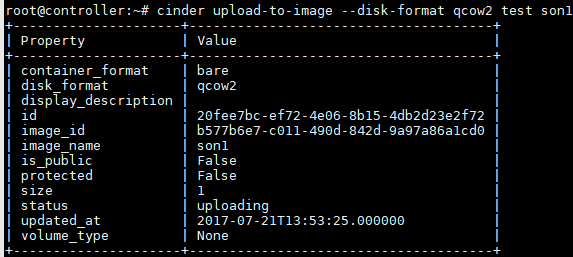 root@controller:~# cinder upload-to-image --disk-format qcow2 test son1
+---------------------+--------------------------------------+
| Property | Value |
+---------------------+--------------------------------------+
| container_format | bare |
| disk_format | qcow2 |
| display_description | |
| id | 20fee7bc-ef72-4e06-8b15-4db2d23e2f72 |
| image_id | b577b6e7-c011-490d-842d-9a97a86a1cd0 |
| image_name | son1 |
| is_public | False |
| protected | False |
| size | 1 |
| status | uploading |
| updated_at | 2017-07-21T13:53:25.000000 |
| volume_type | None |
+---------------------+--------------------------------------+